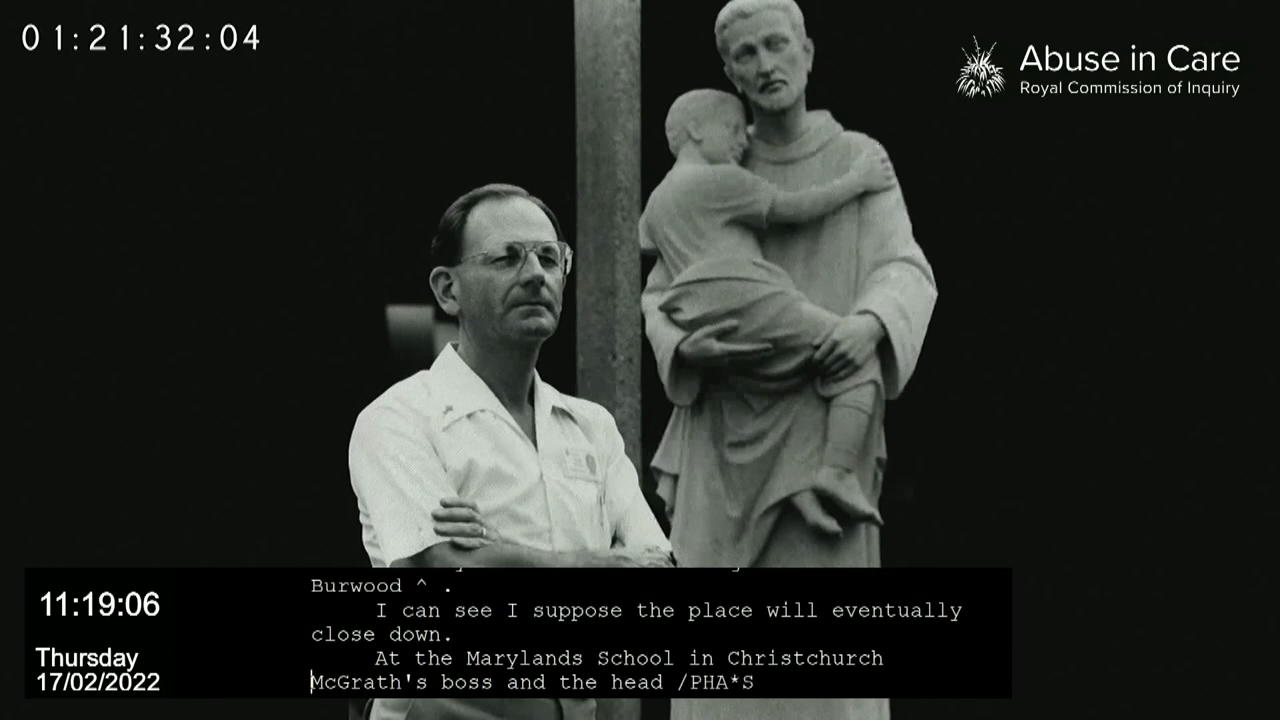 01:21:32:04
Abuse in Care
Royal Commission of Inquiry
11:19:06
Thursday
17/02/2022
Burwood ^ .
I can see I suppose the place will eventually
close down.
At the Marylands School in Christchurch
McGrath's boss and the head /PHA*S